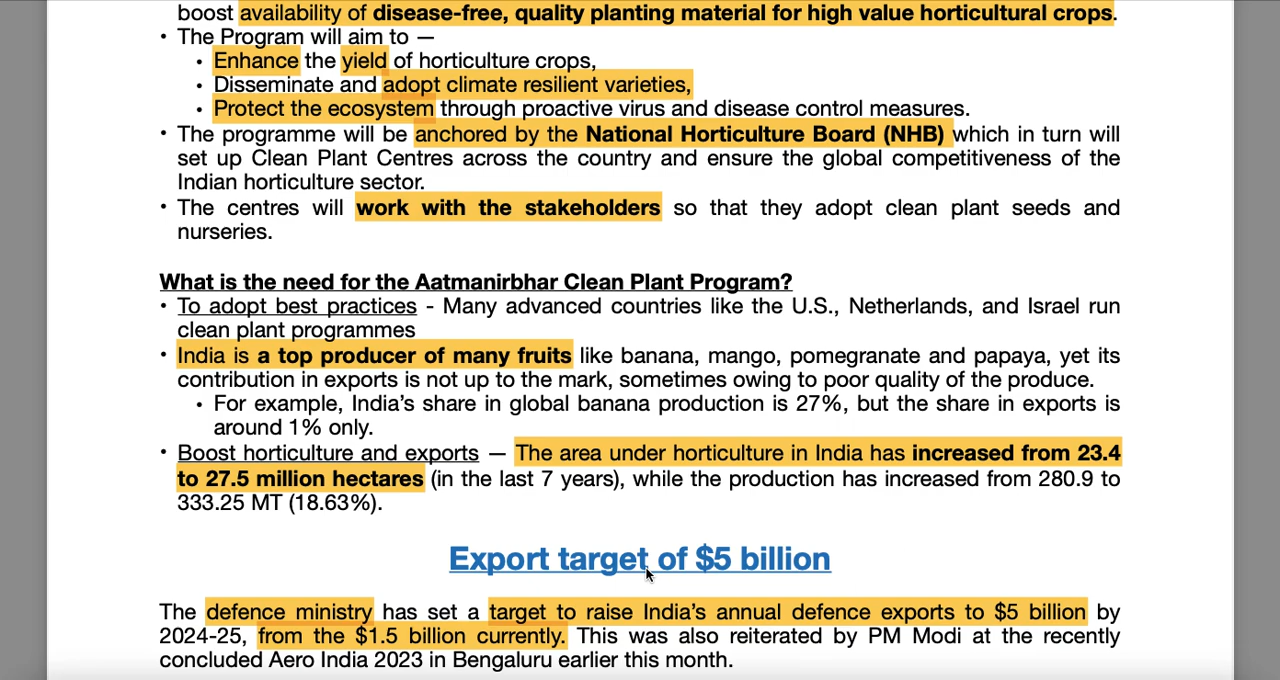 boost availability of disease-free, quality planting material for high value horticultural crops.
• The Program will aim to —
• Enhance the yield of horticulture crops,
• Disseminate and adopt climate resilient varieties,
• Protect the ecosystem through proactive virus and disease control measures.
• The programme will be anchored by the National Horticulture Board (NHB) which in turn will
set up Clean Plant Centres across the country and ensure the global competitiveness of the
Indian horticulture sector.
• The centres will work with the stakeholders so that they adopt clean plant seeds and
nurseries.
What is the need for the Aatmanirbhar Clean Plant Program?
• To adopt best practices - Many advanced countries like the U.S., Netherlands, and Israel run
clean plant programmes
• India is a top producer of many fruits like banana, mango, pomegranate and papaya, yet its
contribution in exports is not up to the mark, sometimes owing to poor quality of the produce.
• For example, India’s share in global banana production is 27%, but the share in exports is
around 1% only.
• Boost horticulture and exports — The area under horticulture in India has increased from 23.4
to 27.5 million hectares (in the last 7 years), while the production has increased from 280.9 to
333.25 MT (18.63%).
Export target of $5 billion
The defence ministry has set a target to raise India’s annual defence exports to $5 billion by
2024-25, from the $1.5 billion currently. This was also reiterated by PM Modi at the recently
concluded Aero India 2023 in Bengaluru earlier this month.